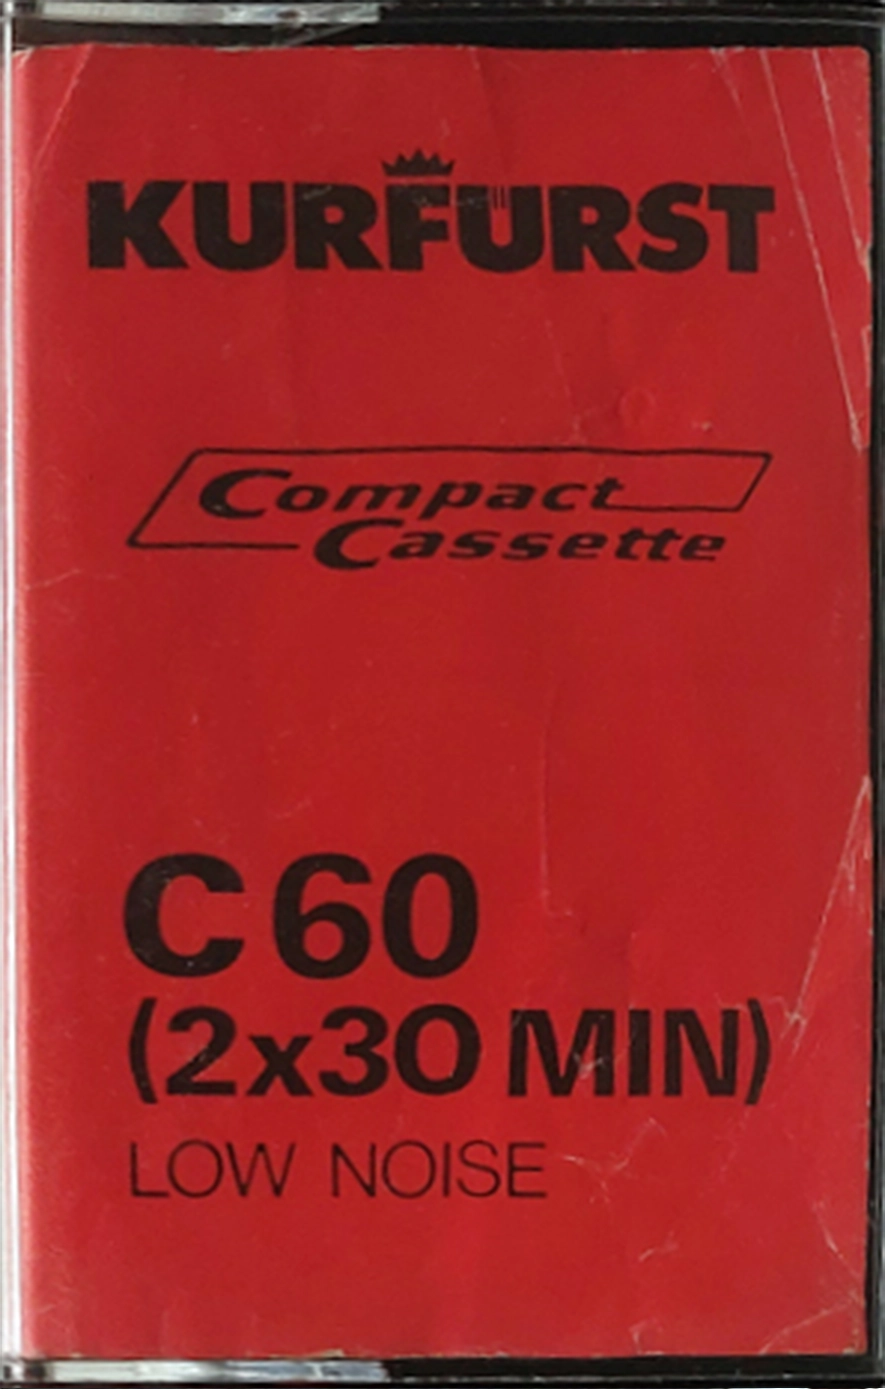 KURFÜRST
Compact
Cassette
C 60
(2x30 MIN)
LOW NOISE